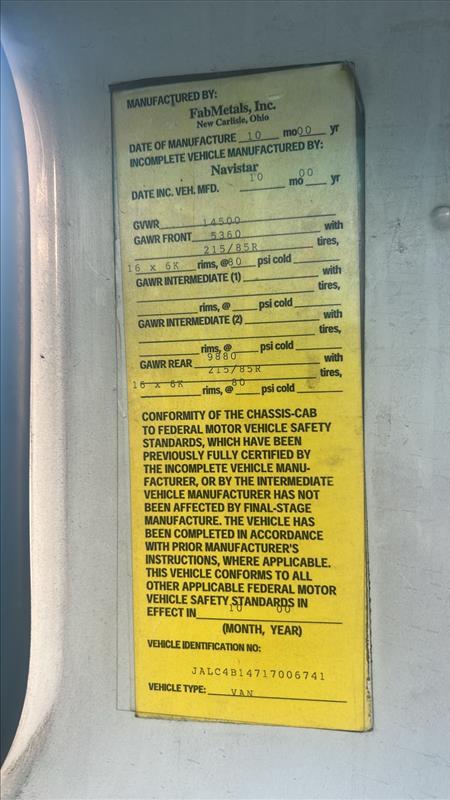 MANUFACTURED BY:
FabMetals, Inc.
New Carlisle, Ohio
DATE OF MANUFACTURE 10 mo 00 yr
INCOMPLETE VEHICLE MANUFACTURED BY:
Navistar
DATE INC. VEH. MFD. 10 mo 00 yr
GVWR 14500
GAWR FRONT 5360 with
215/85R tires,
16 x 6K rims, @ 80 psi cold
GAWR INTERMEDIATE (1) with
tires,
rims, @ psi cold
GAWR INTERMEDIATE (2) with
tires,
rims, @ psi cold
GAWR REAR 9880 with
215/85R tires,
16 x 6K rims, @ 80 psi cold
CONFORMITY OF THE CHASSIS-CAB
TO FEDERAL MOTOR VEHICLE SAFETY
STANDARDS, WHICH HAVE BEEN
PREVIOUSLY FULLY CERTIFIED BY
THE INCOMPLETE VEHICLE MANU-
FACTURER, OR BY THE INTERMEDIATE
VEHICLE MANUFACTURER HAS NOT
BEEN AFFECTED BY FINAL-STAGE
MANUFACTURE. THE VEHICLE HAS
BEEN COMPLETED IN ACCORDANCE
WITH PRIOR MANUFACTURER'S
INSTRUCTIONS, WHERE APPLICABLE.
THIS VEHICLE CONFORMS TO ALL
OTHER APPLICABLE FEDERAL MOTOR
VEHICLE SAFETY STANDARDS IN
EFFECT IN 10 00
(MONTH, YEAR)
VEHICLE IDENTIFICATION NO:
JALC4B14717006741
VEHICLE TYPE: VAN